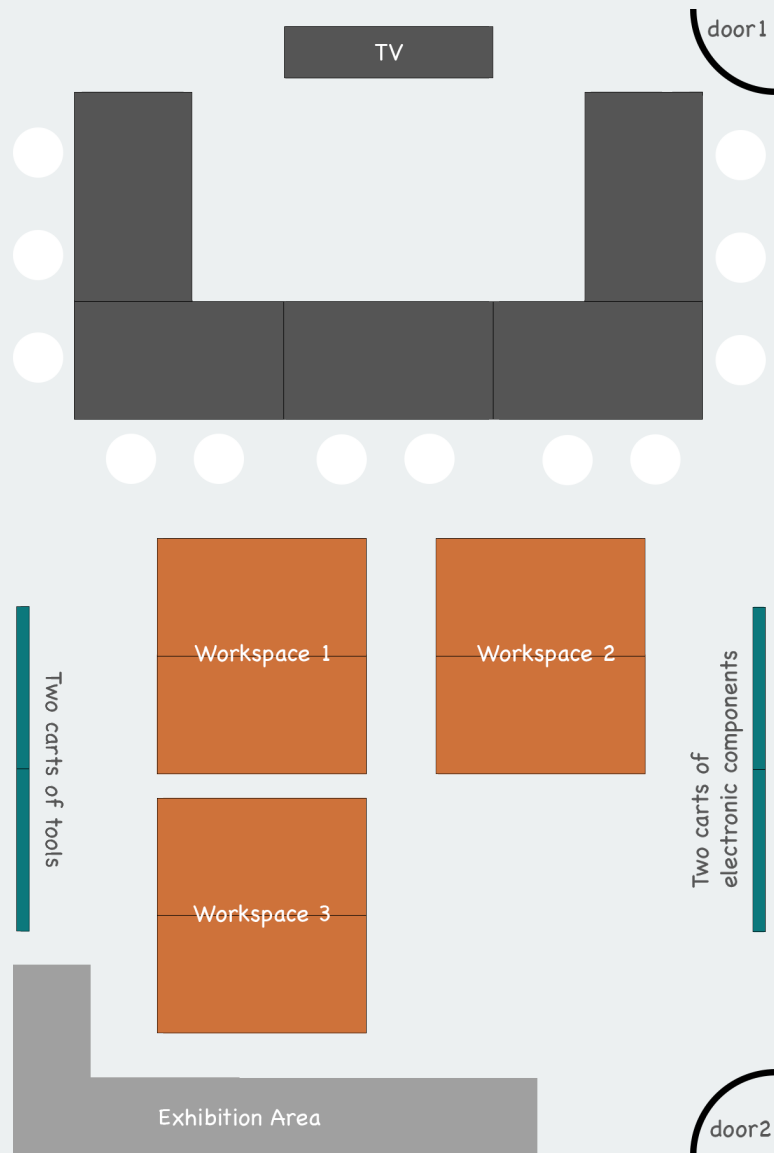 door1
TV
Workspace 1
Workspace 2
Two carts of tools
Two carts of
electronic components
Workspace 3
Exhibition Area
door2